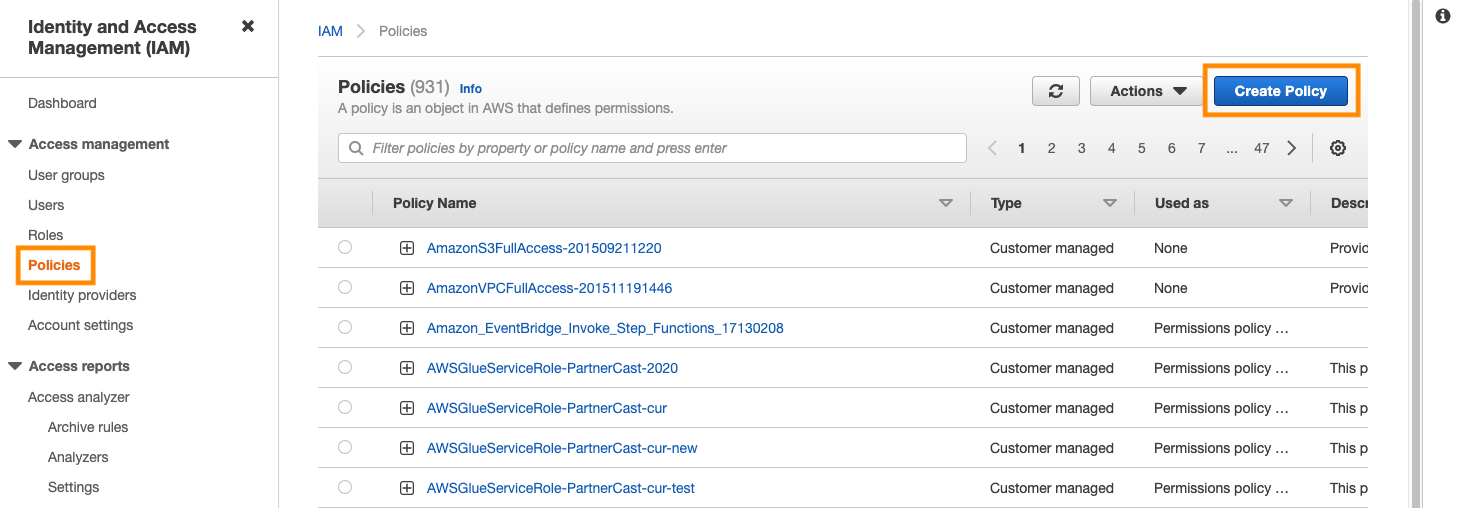 Identity and Access
Management (IAM)
Dashboard
Access management
User groups
Users
Roles
Policies
Identity providers
Account settings
Access reports
Access analyzer
Archive rules
Analyzers
Settings
IAM > Policies
Policies (931) Info
A policy is an object in AWS that defines permissions.
Actions
Create Policy
Filter policies by property or policy name and press enter
1 2 3 4 5 6 7 ... 47
Policy Name Type Used as Descr
AmazonS3FullAccess-201509211220 Customer managed None Provid
AmazonVPCFullAccess-201511191446 Customer managed None Provid
Amazon_EventBridge_Invoke_Step_Functions_17130208 Customer managed Permissions policy ...
AWSGlueServiceRole-PartnerCast-2020 Customer managed Permissions policy ... This p
AWSGlueServiceRole-PartnerCast-cur Customer managed Permissions policy ... This p
AWSGlueServiceRole-PartnerCast-cur-new Customer managed Permissions policy ... This p
AWSGlueServiceRole-PartnerCast-cur-test Customer managed Permissions policy ... This p